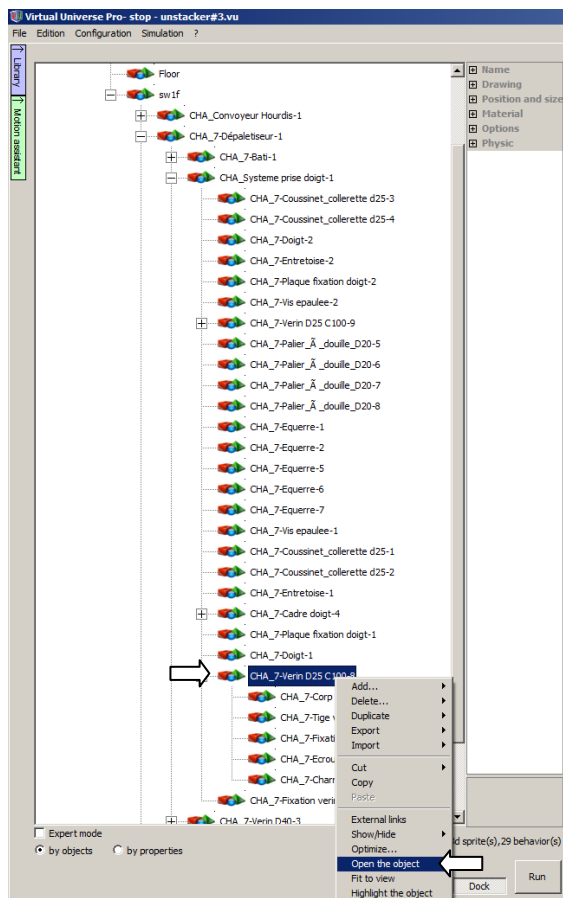 Virtual Universe Pro- stop - unstacker#3.vu
File Edition Configuration Simulation ?
Library
Motion assistant
Floor
sw1f
CHA_Convoyeur Hourdis-1
CHA_7-Dépaletiseur-1
CHA_7-Bati-1
CHA_Systeme prise doigt-1
CHA_7-Coussinet_collerette d25-3
CHA_7-Coussinet_collerette d25-4
CHA_7-Doigt-2
CHA_7-Entretoise-2
CHA_7-Plaque fixation doigt-2
CHA_7-Vis epaulee-2
CHA_7-Verin D25 C100-9
CHA_7-Palier_Ã _douille_D20-5
CHA_7-Palier_Ã _douille_D20-6
CHA_7-Palier_Ã _douille_D20-7
CHA_7-Palier_Ã _douille_D20-8
CHA_7-Equerre-1
CHA_7-Equerre-2
CHA_7-Equerre-5
CHA_7-Equerre-6
CHA_7-Equerre-7
CHA_7-Vis epaulee-1
CHA_7-Coussinet_collerette d25-1
CHA_7-Coussinet_collerette d25-2
CHA_7-Entretoise-1
CHA_7-Cadre doigt-4
CHA_7-Plaque fixation doigt-1
CHA_7-Doigt-1
CHA_7-Verin D25 C100-8
CHA_7-Corp
CHA_7-Tige v
CHA_7-Fixati
CHA_7-Ecrou
CHA_7-Charr
CHA_7-Fixation verin
CHA_7-Verin D40-3
Name
Drawing
Position and size
Material
Options
Physic
Add...
Delete...
Duplicate
Export
Import
Cut
Copy
Paste
External links
Show/Hide
Optimize...
Open the object
Fit to view
Highlight the object
Expert mode
by objects by properties
d sprite(s),29 behavior(s)
Dock
Run